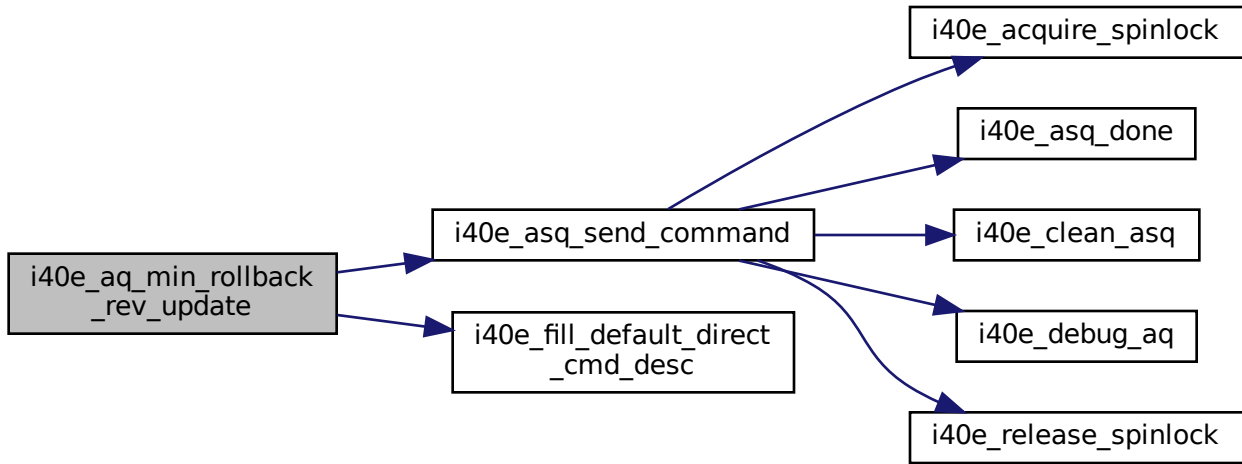 i40e_acquire_spinlock
i40e_asq_done
i40e_asq_send_command
i40e_clean_asq
i40e_aq_min_rollback
_rev_update
i40e_fill_default_direct
_cmd_desc
i40e_debug_aq
i40e_release_spinlock